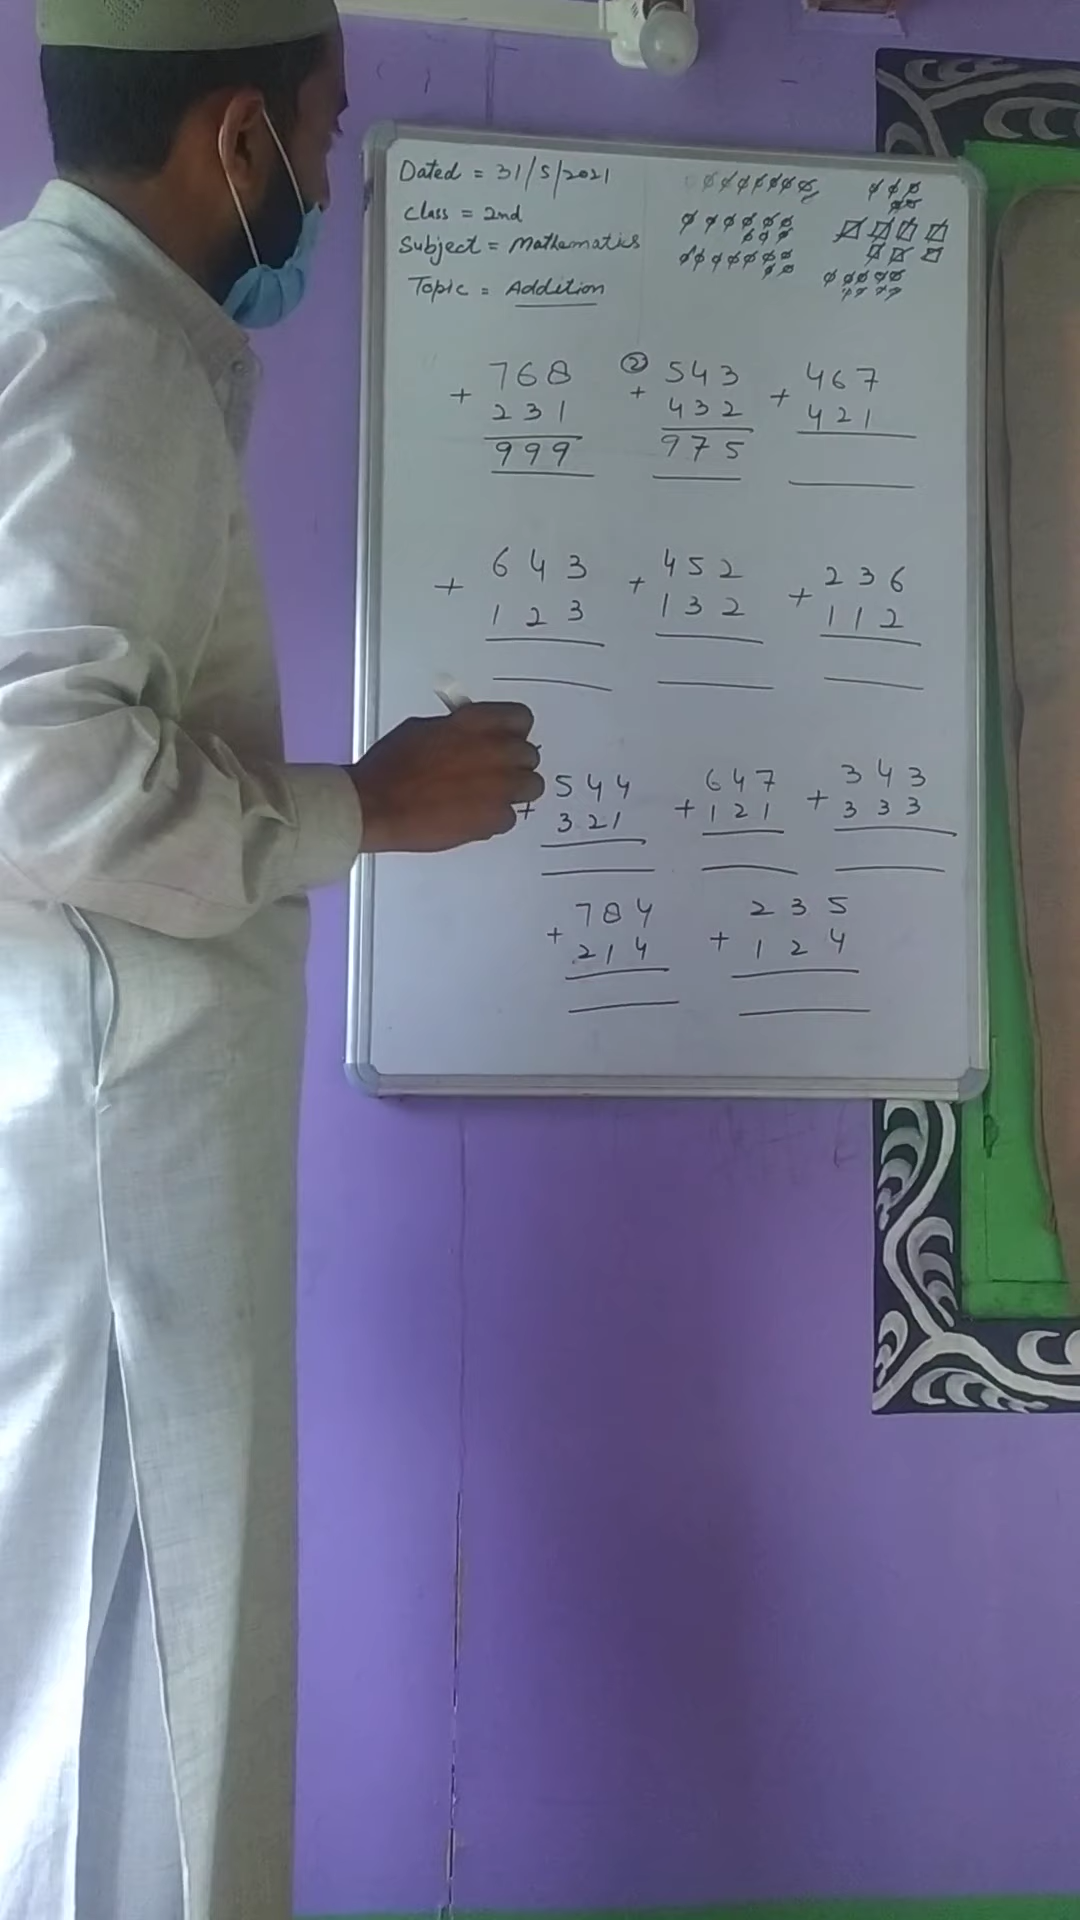 Dated = 31/5/2021
Class = 2nd
Subject = Mathematics
Topic = Addition
768 ② 543 467
+ 231 + 432 + 421
999 975
643 452 236
+ 123 + 132 + 112
544 647 343
+ 321 + 121 + 333
784 235
+ 214 + 124